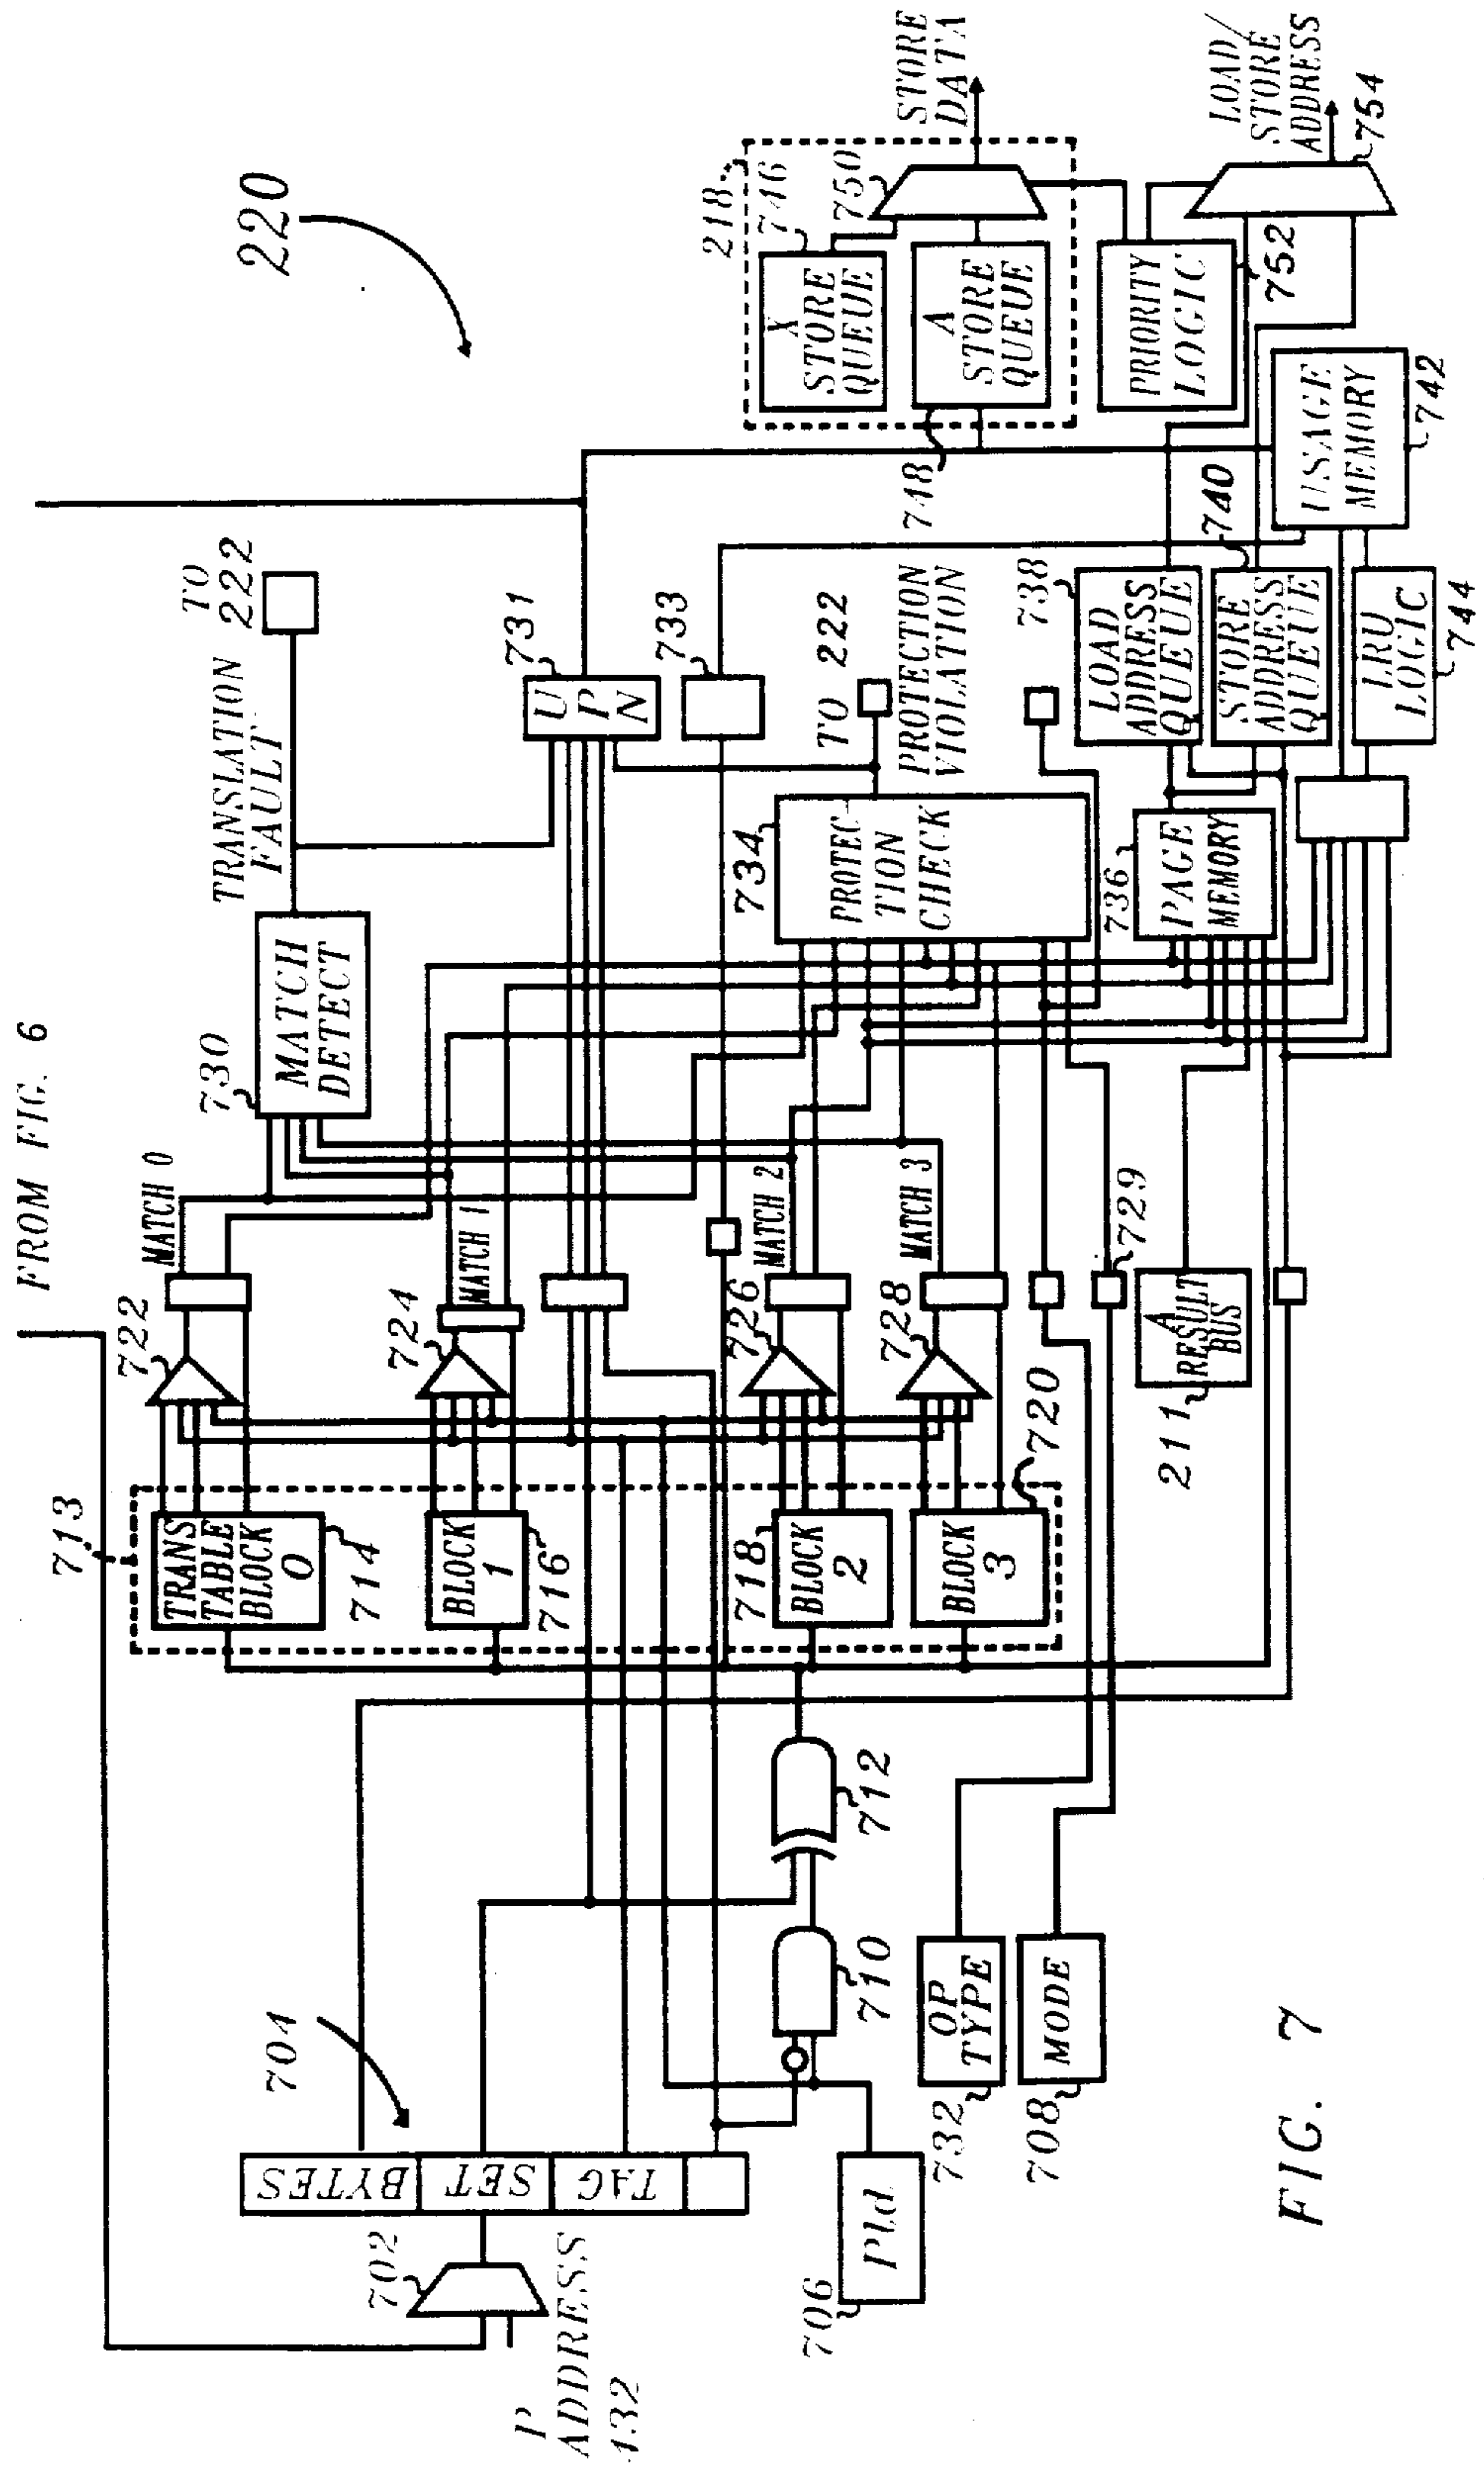 FROM FIG. 6
220
713
722
MATCH 0
730
MATCH
DETECT
TRANSLATION
FAULT
TO
222
TRANS
TABLE
BLOCK
0
714
704
BYTES
SET
TAG
702
P
ADDRESS
432
724
MATCH 1
BLOCK
1
716
731
U
P
N
733
218
746
X
STORE
QUEUE
750
STORE
DATA
A
STORE
QUEUE
748
726
MATCH 2
718
BLOCK
2
712
710
706
PId
734
PROTEC-
TION
CHECK
TO 222
PROTECTION
VIOLATION
728
MATCH 3
BLOCK
3
720
732
OP
TYPE
708
MODE
729
211
A
RESULT
BUS
736
PAGE
MEMORY
738
LOAD
ADDRESS
QUEUE
740
STORE
ADDRESS
QUEUE
PRIORITY
LOGIC
752
LOAD/
STORE
ADDRESS
754
USAGE
MEMORY
742
LRU
LOGIC
744
FIG. 7